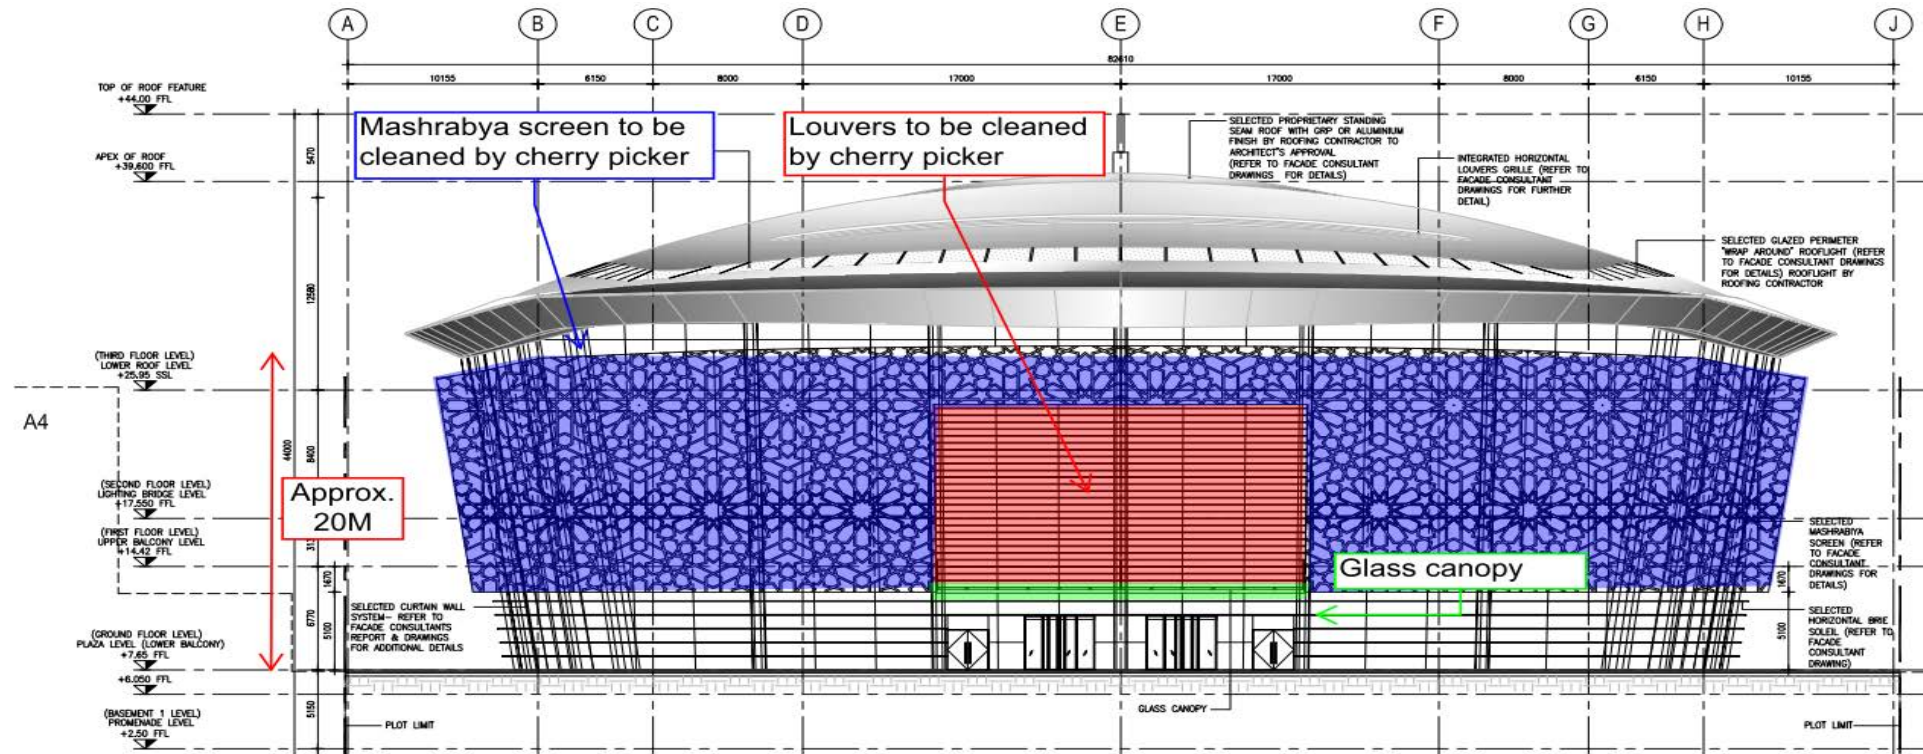 A
B
C
D
E
F
G
H
J
82610
10155
6150
8000
17000
17000
8000
6150
10155
TOP OF ROOF FEATURE
+44.00 FFL
Mashrabya screen to be
cleaned by cherry picker
Louvers to be cleaned
by cherry picker
SELECTED PROPRIETARY STANDING
SEAM ROOF WITH GRP OR ALUMINIUM
FINISH BY ROOFING CONTRACTOR TO
ARCHITECT'S APPROVAL
(REFER TO FACADE CONSULTANT
DRAWINGS FOR DETAILS)
INTEGRATED HORIZONTAL
LOUVERS GRILLE (REFER TO
FACADE CONSULTANT
DRAWINGS FOR FURTHER
DETAIL)
5470
APEX OF ROOF
+39.600 FFL
SELECTED GLAZED PERIMETER
"WRAP AROUND" ROOFLIGHT (REFER
TO FACADE CONSULTANT DRAWINGS
FOR DETAILS) ROOFLIGHT BY
ROOFING CONTRACTOR
12580
(THIRD FLOOR LEVEL)
LOWER ROOF LEVEL
+25.95 SSL
A4
44000
8400
(SECOND FLOOR LEVEL)
LIGHTING BRIDGE LEVEL
+17.550 FFL
Approx.
20M
(FIRST FLOOR LEVEL)
UPPER BALCONY LEVEL
+14.42 FFL
SELECTED
MASHRABIYA
SCREEN (REFER
TO FACADE
CONSULTANT
DRAWINGS FOR
DETAILS)
Glass canopy
1670
1670
SELECTED CURTAIN WALL
SYSTEM- REFER TO
FACADE CONSULTANTS
REPORT & DRAWINGS
FOR ADDITIONAL DETAILS
SELECTED
HORIZONTAL BRIE
SOLEIL (REFER TO
FACADE
CONSULTANT
DRAWING)
6770
5100
5100
(GROUND FLOOR LEVEL)
PLAZA LEVEL (LOWER BALCONY)
+7.65 FFL
+6.050 FFL
5150
(BASEMENT 1 LEVEL)
PROMENADE LEVEL
+2.50 FFL
PLOT LIMIT
GLASS CANOPY
PLOT LIMIT